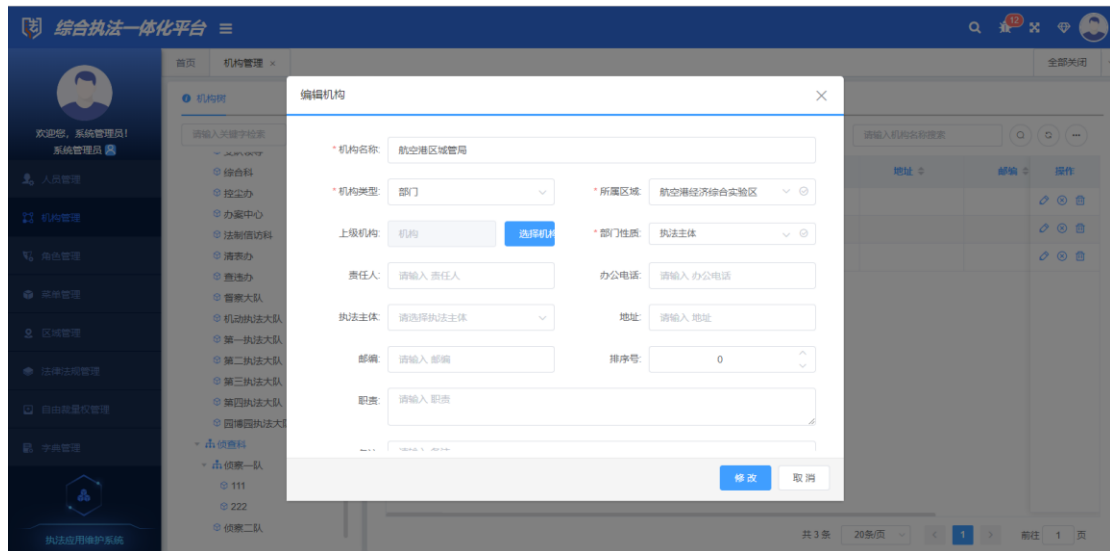 综合执法一体化平台
12
首页 机构管理 × 全部关闭
欢迎您，系统管理员！
系统管理员
人员管理
机构管理
角色管理
菜单管理
区域管理
法律法规管理
自由裁量权管理
字典管理
执法应用维护系统
机构树
请输入关键字检索
综合科
控尘办
办案中心
法制信访科
清表办
查违办
督察大队
机动执法大队
第一执法大队
第二执法大队
第三执法大队
第四执法大队
园博园执法大队
侦查科
侦察一队
111
222
侦察二队
编辑机构
* 机构名称: 航空港区城管局
* 机构类型: 部门 * 所属区域: 航空港经济综合实验区
上级机构: 机构 选择机构 * 部门性质: 执法主体
责任人: 请输入 责任人 办公电话: 请输入 办公电话
执法主体: 请选择执法主体 地址: 请输入 地址
邮编: 请输入 邮编 排序号: 0
职责: 请输入 职责
修改 取消
请输入机构名称搜索
地址 邮编 操作
共 3 条 20条/页 1 前往 1 页